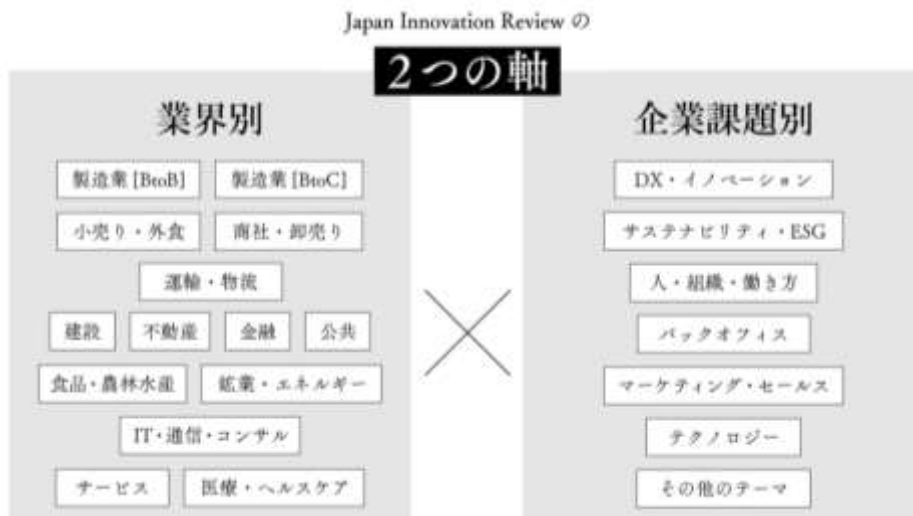 Japan Innovation Review の
2つの軸
業界別
製造業 [BtoB] 製造業 [BtoC]
小売り・外食 商社・卸売り
運輸・物流
建設 不動産 金融 公共
食品・農林水産 鉱業・エネルギー
IT・通信・コンサル
サービス 医療・ヘルスケア
企業課題別
DX・イノベーション
サステナビリティ・ESG
人・組織・働き方
バックオフィス
マーケティング・セールス
テクノロジー
その他のテーマ